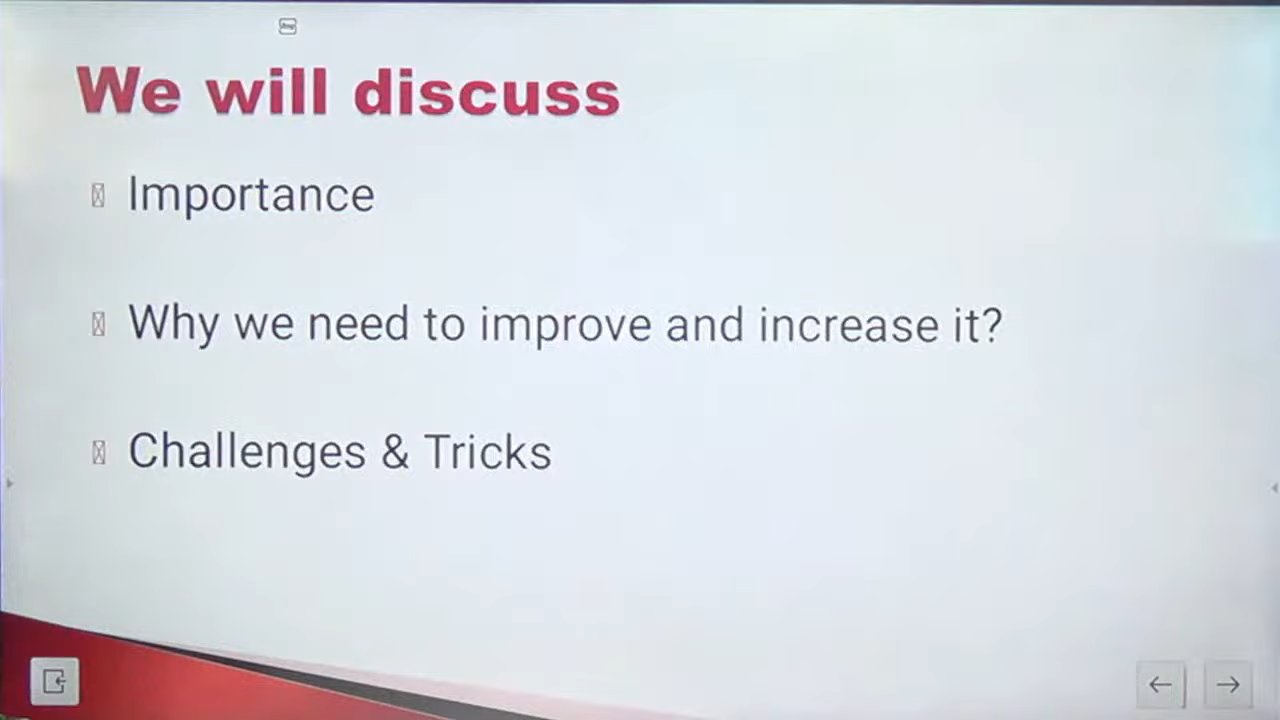 We will discuss
Importance
Why we need to improve and increase it?
Challenges & Tricks